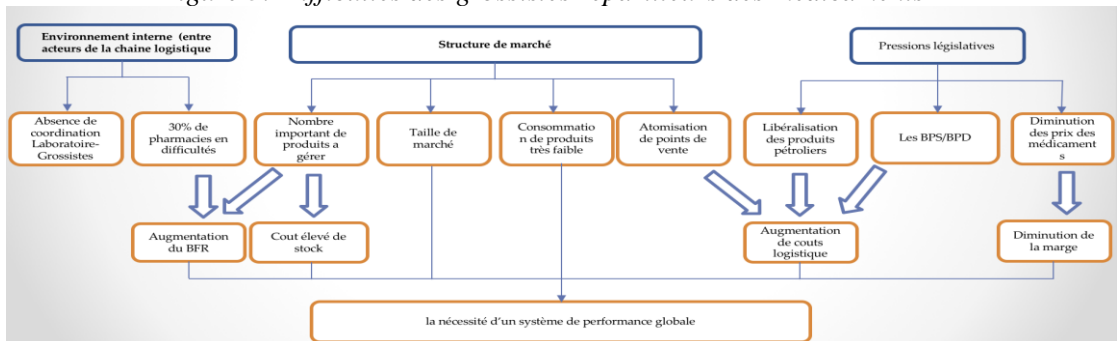 Environnement interne (entre
acteurs de la chaine logistique
Structure de marché
Pressions législatives
Absence de
coordination
Laboratoire-
Grossistes
30% de
pharmacies en
difficultés
Nombre
important de
produits a
gérer
Taille de
marché
Consommatio
n de produits
très faible
Atomisation
de points de
vente
Libéralisation
des produits
pétroliers
Les BPS/BPD
Diminution
des prix des
médicament
s
Augmentation
du BFR
Cout élevé de
stock
Augmentation
de couts
logistique
Diminution de
la marge
la nécessité d'un système de performance globale